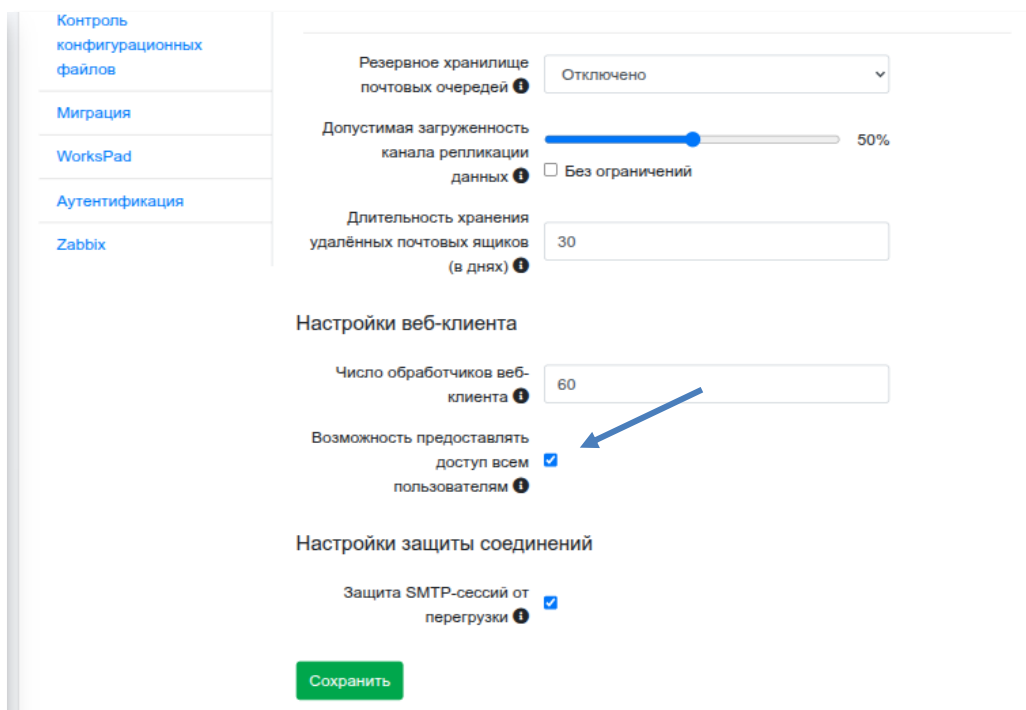 Контроль
конфигурационных
файлов
Миграция
WorksPad
Аутентификация
Zabbix
Резервное хранилище
почтовых очередей
Отключено
Допустимая загруженность
канала репликации
данных
50%
Без ограничений
Длительность хранения
удалённых почтовых ящиков
(в днях)
30
Настройки веб-клиента
Число обработчиков веб-
клиента
60
Возможность предоставлять
доступ всем
пользователям
Настройки защиты соединений
Защита SMTP-сессий от
перегрузки
Сохранить